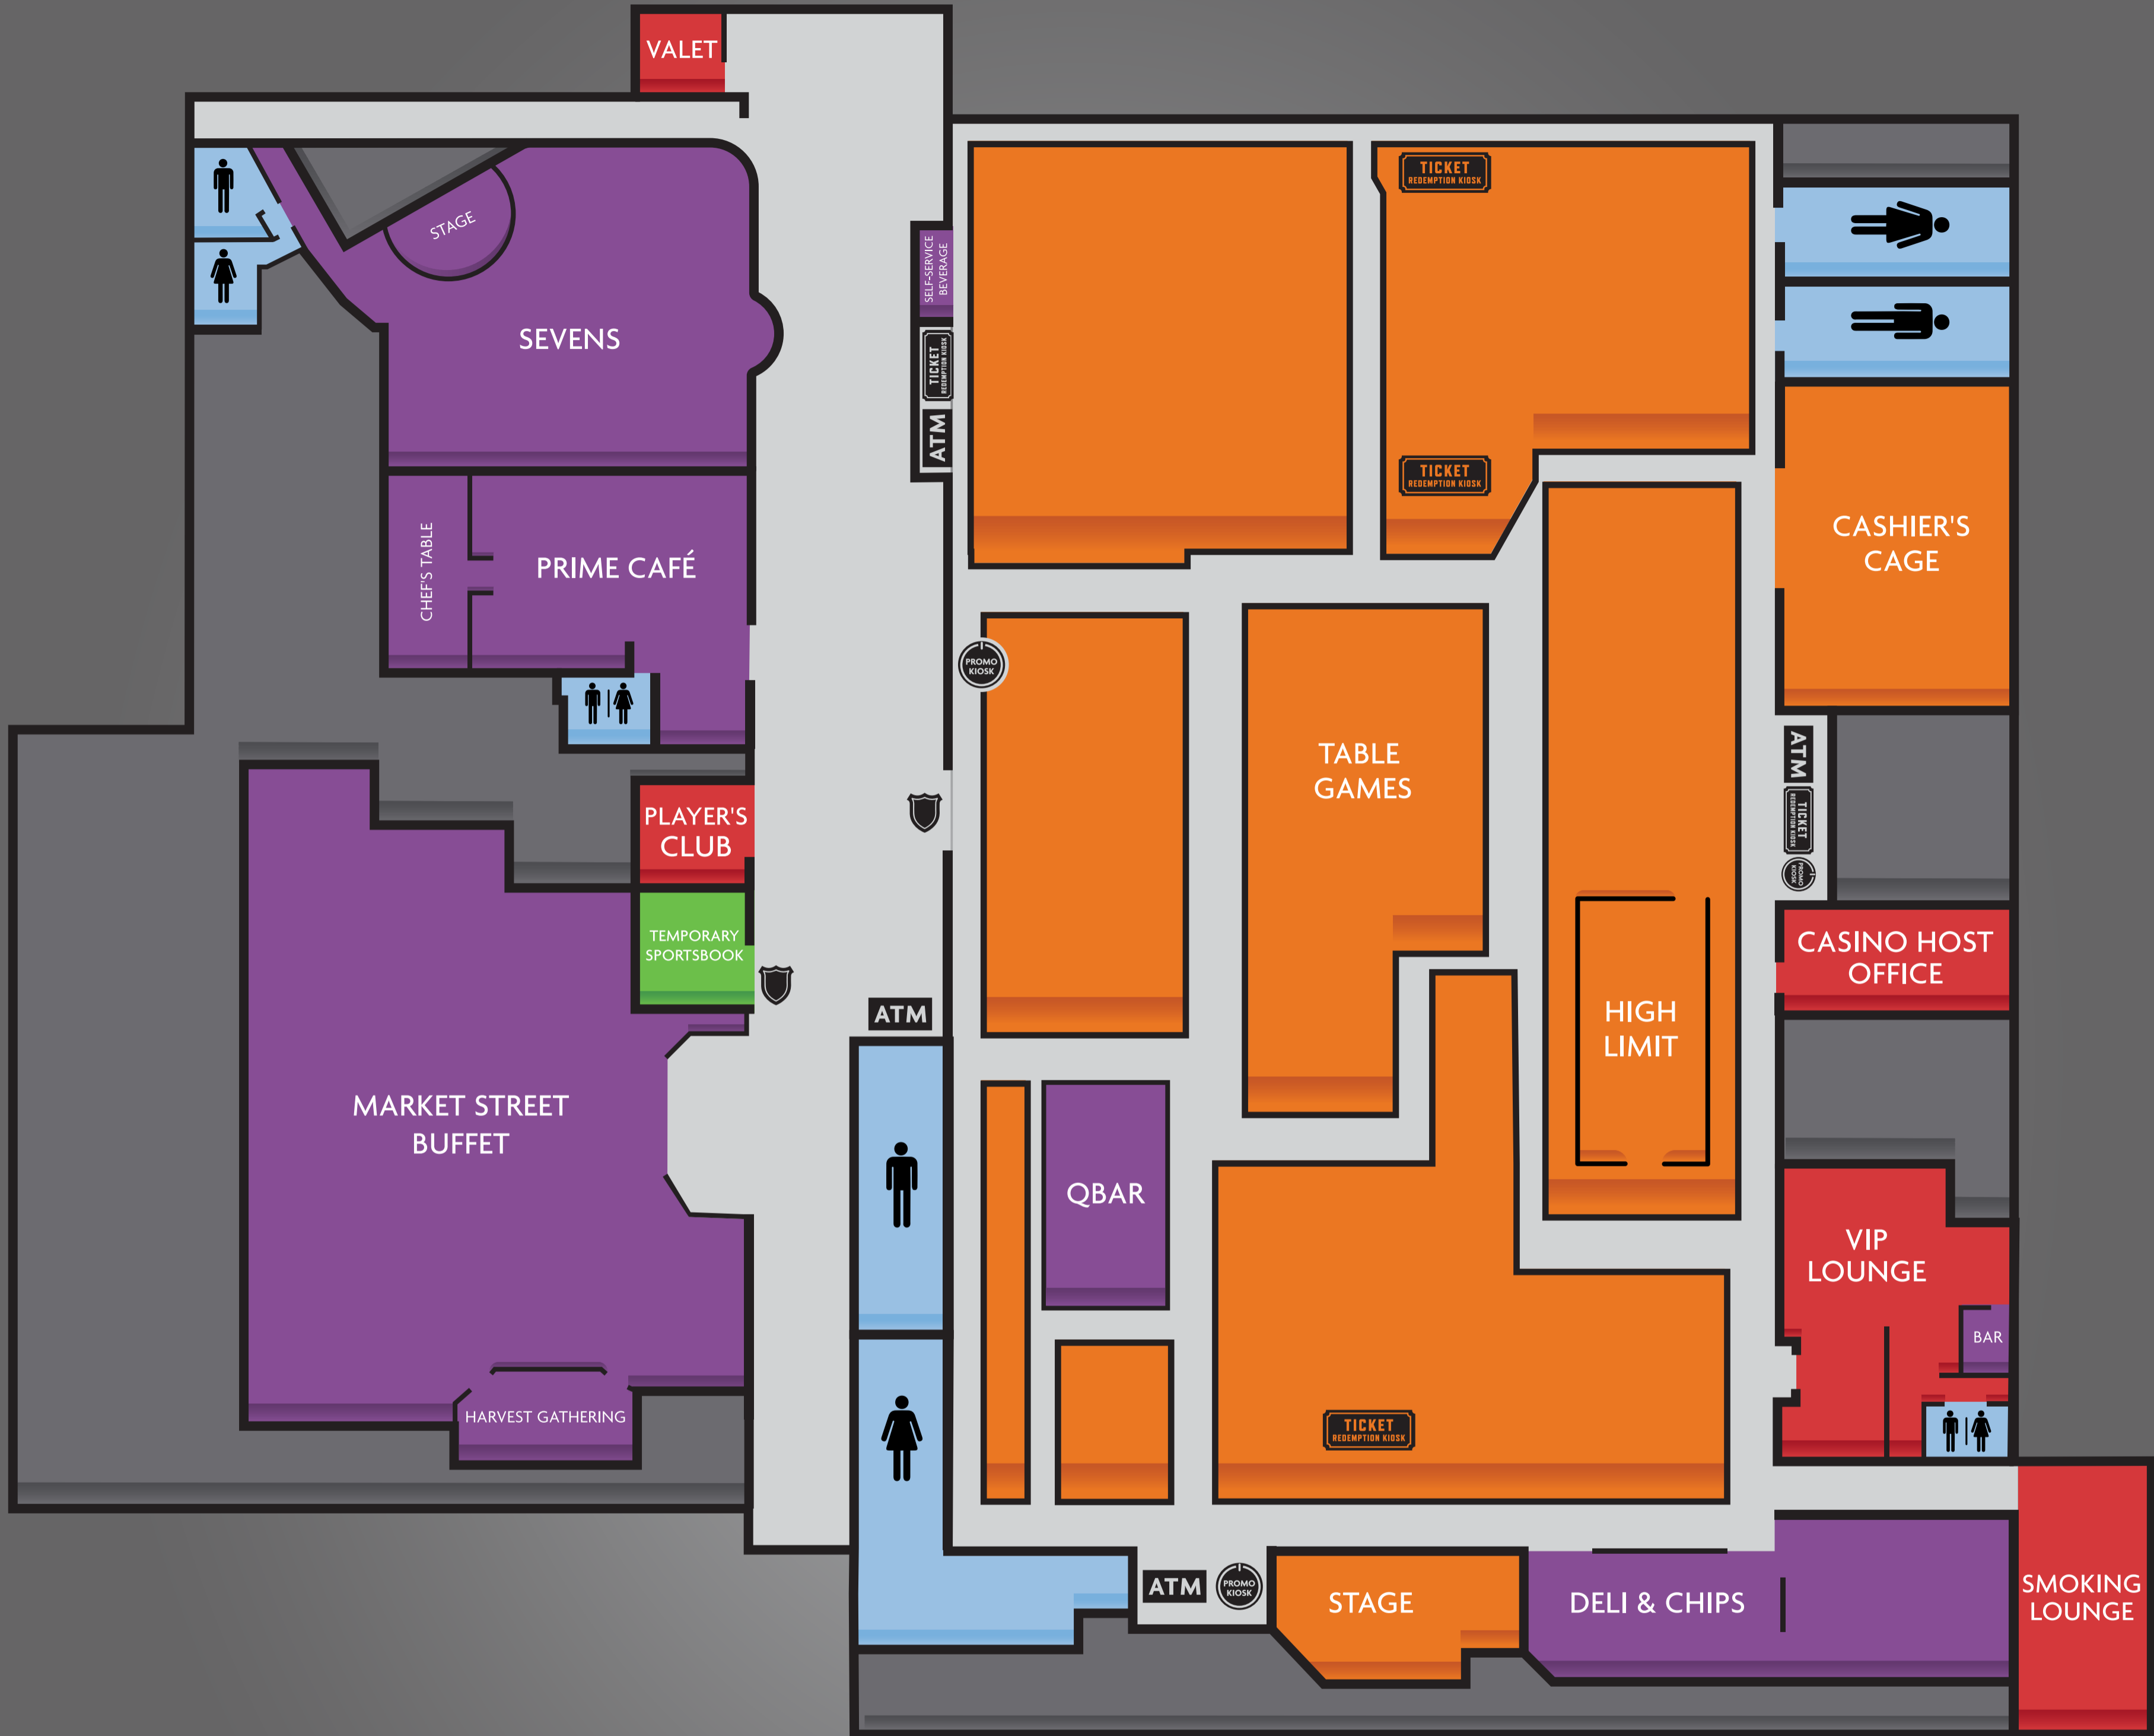 VALET
TICKET
REDEMPTION KIOSK
STAGE
SELF-SERVICE
BEVERAGE
SEVENS
TICKET
REDEMPTION KIOSK
ATM
TICKET
REDEMPTION KIOSK
CASHIER'S
CAGE
CHEF'S TABLE
PRIME CAFÉ
PROMO
KIOSK
TABLE
GAMES
ATM
TICKET
REDEMPTION KIOSK
PROMO
KIOSK
PLAYER'S
CLUB
TEMPORARY
SPORTSBOOK
CASINO HOST
OFFICE
ATM
HIGH
LIMIT
MARKET STREET
BUFFET
QBAR
VIP
LOUNGE
BAR
HARVEST GATHERING
TICKET
REDEMPTION KIOSK
ATM
PROMO
KIOSK
STAGE
DELI & CHIPS
SMOKING
LOUNGE